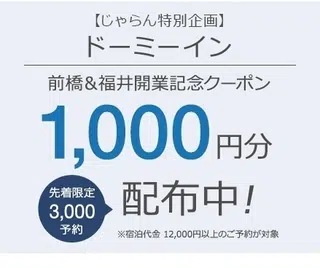 【じゃらん特別企画】
ドーミーイン
前橋&福井開業記念クーポン
1,000円分
先着限定
3,000
予約
配布中!
※宿泊代金 12,000円以上のご予約が対象